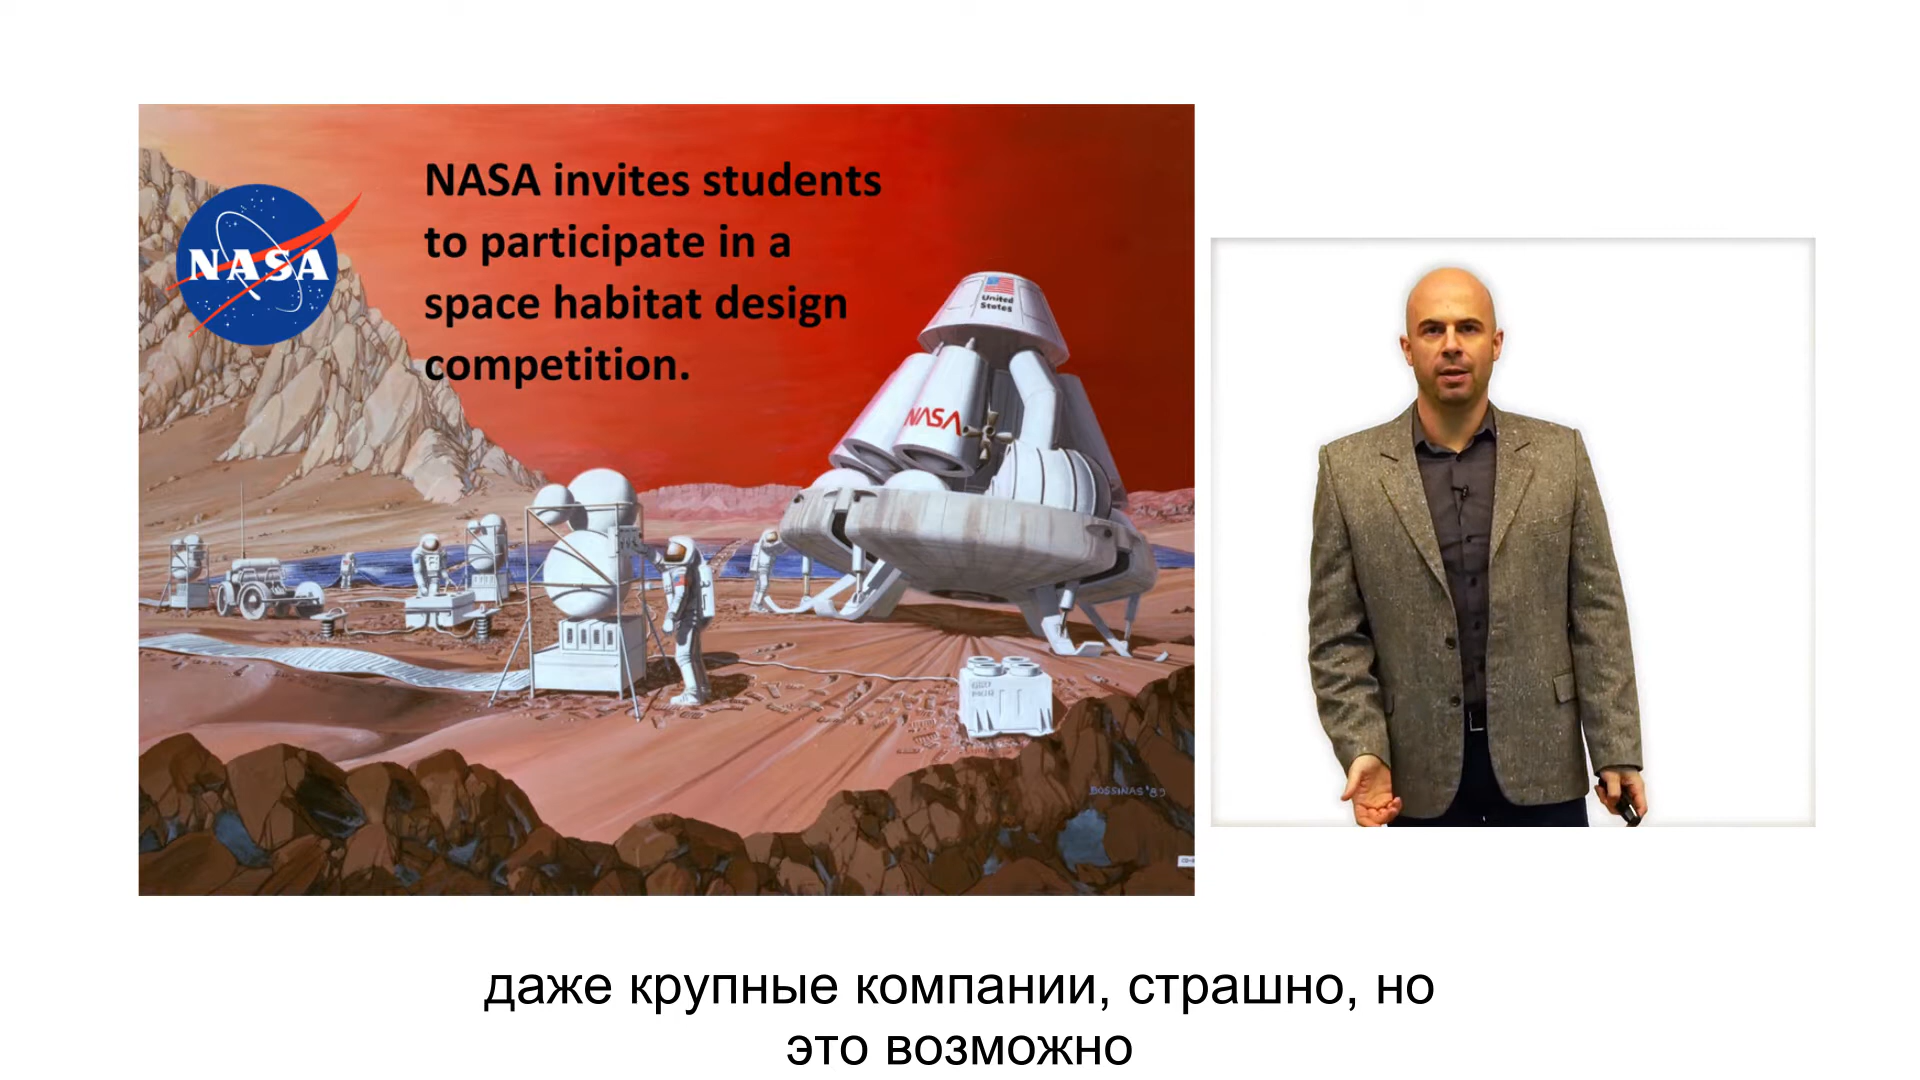 NASA invites students
to participate in a
space habitat design
competition.
NASA
United
States
NASA
BOSSINAS '89
даже крупные компании, страшно, но
это возможно